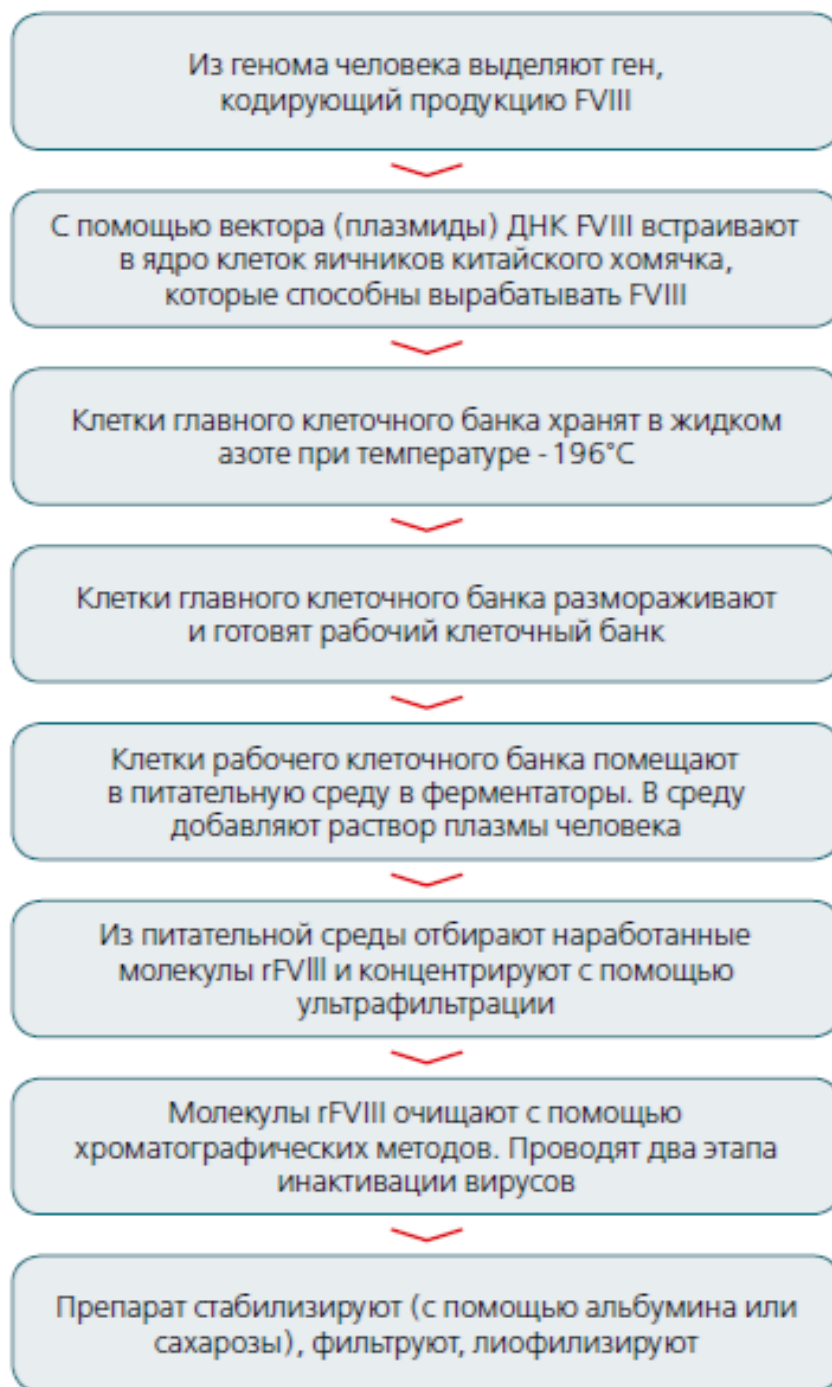 Из генома человека выделяют ген,
кодирующий продукцию FVIII
С помощью вектора (плазмиды) ДНК FVIII встраивают
в ядро клеток яичников китайского хомячка,
которые способны вырабатывать FVIII
Клетки главного клеточного банка хранят в жидком
азоте при температуре - 196°C
Клетки главного клеточного банка размораживают
и готовят рабочий клеточный банк
Клетки рабочего клеточного банка помещают
в питательную среду в ферментаторы. В среду
добавляют раствор плазмы человека
Из питательной среды отбирают наработанные
молекулы rFVIII и концентрируют с помощью
ультрафильтрации
Молекулы rFVIII очищают с помощью
хроматографических методов. Проводят два этапа
инактивации вирусов
Препарат стабилизируют (с помощью альбумина или
сахарозы), фильтруют, лиофилизируют